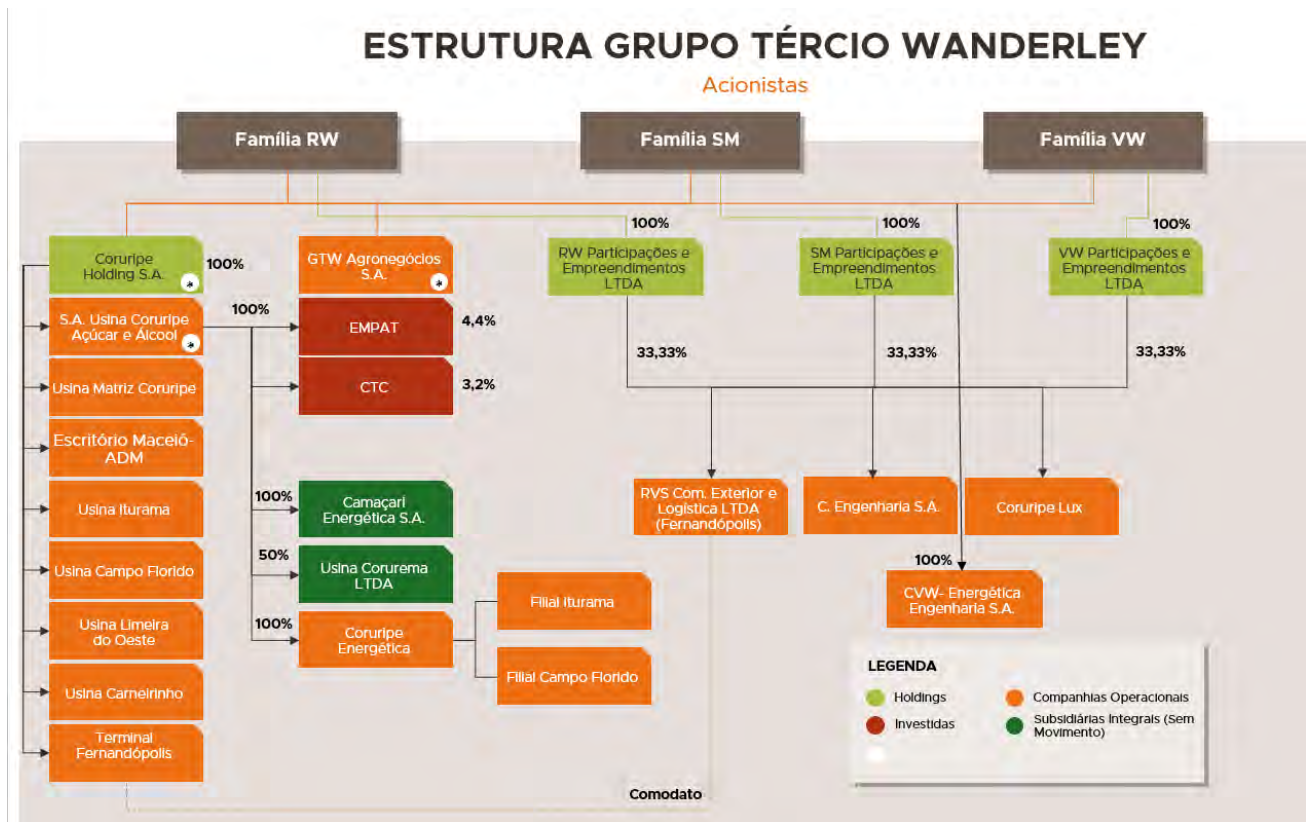 ESTRUTURA GRUPO TÉRCIO WANDERLEY
Acionistas
Família RW
Família SM
Família VW
Coruripe
Holding S.A.
*
100%
GTW Agronegócios
S.A.
*
100%
RW Participações e
Empreendimentos
LTDA
100%
SM Participações e
Empreendimentos
LTDA
100%
VW Participações e
Empreendimentos
LTDA
S.A. Usina Coruripe
Açúcar e Álcool
*
100%
EMPAT
4,4%
33,33%
33,33%
33,33%
Usina Matriz Coruripe
CTC
3,2%
Escritório Maceió-
ADM
Usina Iturama
100%
Camaçari
Energética S.A.
RVS Com. Exterior e
Logística LTDA
(Fernandópolis)
C. Engenharia S.A.
Coruripe Lux
Usina Campo Florido
50%
Usina Corurema
LTDA
100%
CVW- Energética
Engenharia S.A.
Usina Limeira
do Oeste
100%
Coruripe
Energética
Filial Iturama
Filial Campo Florido
Usina Carneirinho
Terminal
Fernandópolis
Comodato
LEGENDA
Holdings
Companhias Operacionais
Investidas
Subsidiárias Integrais (Sem
Movimento)